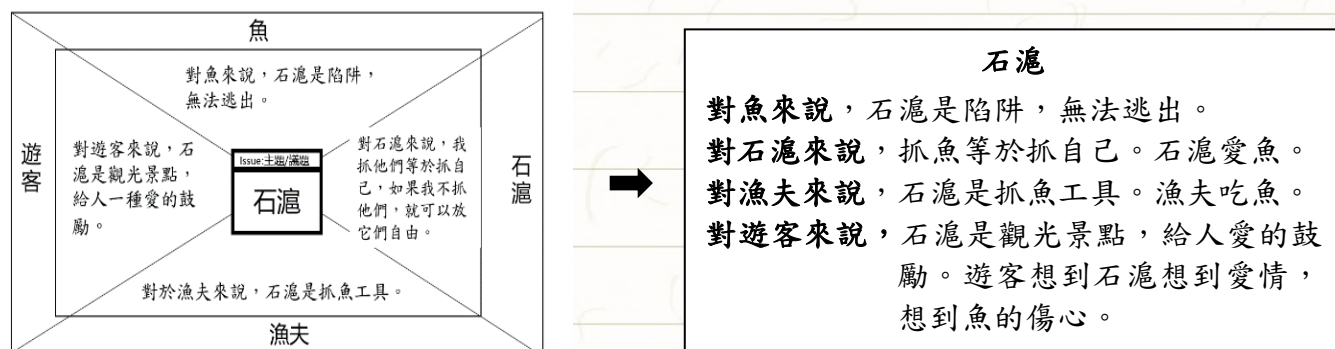 魚
對魚來說，石滬是陷阱，
無法逃出。
遊客
對遊客來說，石
滬是觀光景點，
給人一種愛的鼓
勵。
Issue:主題/議題
石滬
對石滬來說，我
抓他們等於抓自
己，如果我不抓
他們，就可以放
它們自由。
石滬
對於漁夫來說，石滬是抓魚工具。
漁夫
石滬
對魚來說，石滬是陷阱，無法逃出。
對石滬來說，抓魚等於抓自己。石滬愛魚。
對漁夫來說，石滬是抓魚工具。漁夫吃魚。
對遊客來說，石滬是觀光景點，給人愛的鼓
勵。遊客想到石滬想到愛情，
想到魚的傷心。